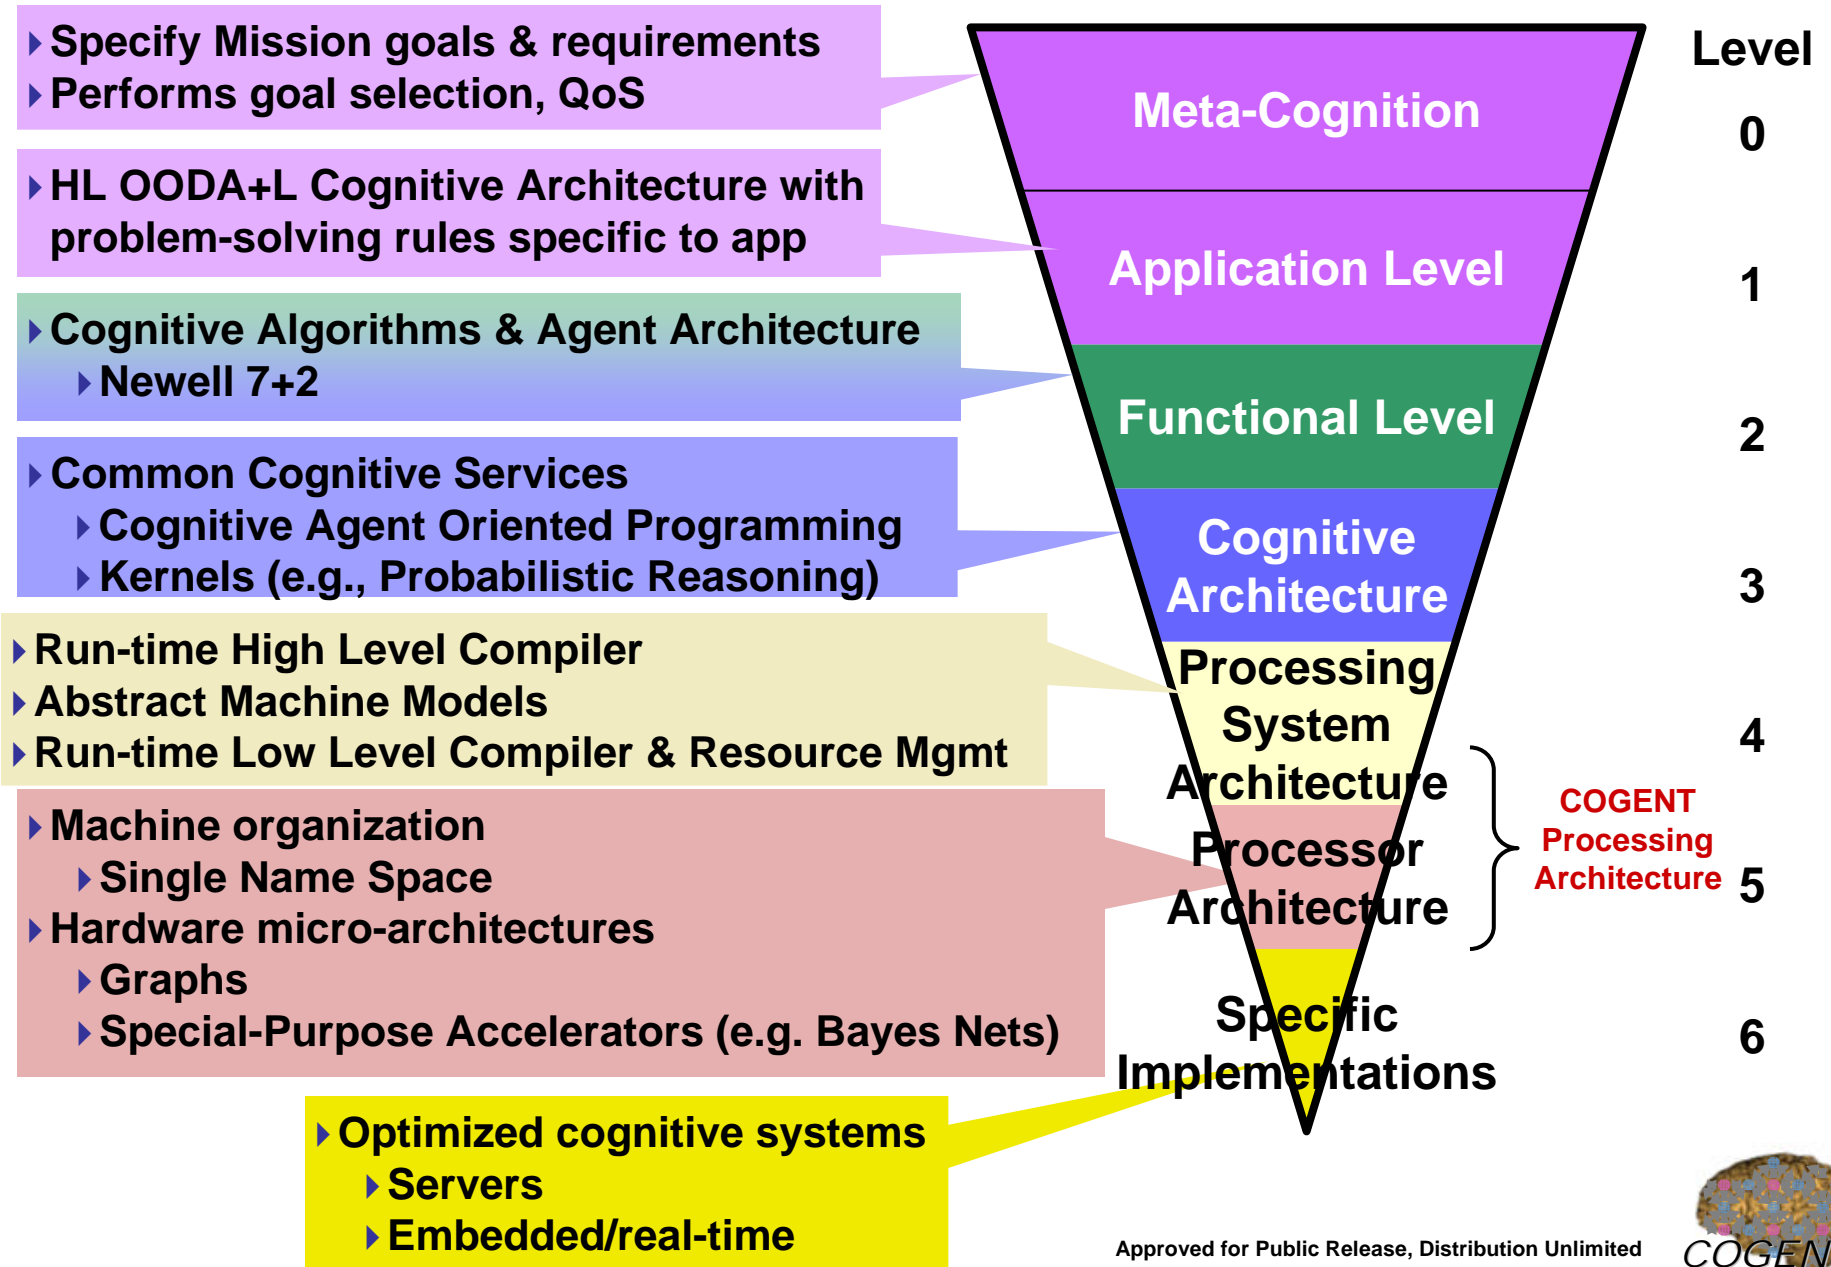 Specify Mission goals & requirements
Performs goal selection, QoS
HL OODA+L Cognitive Architecture with
problem-solving rules specific to app
Cognitive Algorithms & Agent Architecture
Newell 7+2
Common Cognitive Services
Cognitive Agent Oriented Programming
Kernels (e.g., Probabilistic Reasoning)
Run-time High Level Compiler
Abstract Machine Models
Run-time Low Level Compiler & Resource Mgmt
Machine organization
Single Name Space
Hardware micro-architectures
Graphs
Special-Purpose Accelerators (e.g. Bayes Nets)
Optimized cognitive systems
Servers
Embedded/real-time
Meta-Cognition
Application Level
Functional Level
Cognitive
Architecture
Processing
System
Architecture
Processor
Architecture
Specific
Implementations
Level
0
1
2
3
4
5
6
COGENT
Processing
Architecture
Approved for Public Release, Distribution Unlimited
COGEN